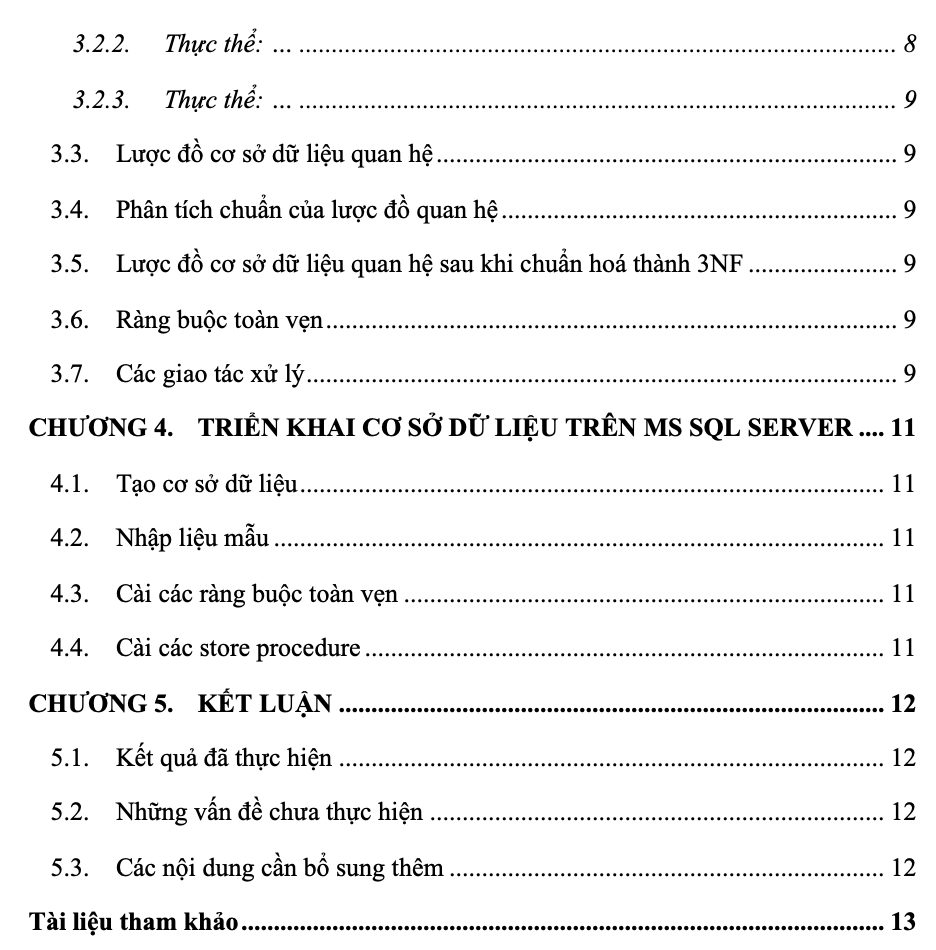 3.2.2. Thực thể: ... ........................................ 8
3.2.3. Thực thể: ... ........................................ 9
3.3. Lược đồ cơ sở dữ liệu quan hệ ........................................ 9
3.4. Phân tích chuẩn của lược đồ quan hệ ........................................ 9
3.5. Lược đồ cơ sở dữ liệu quan hệ sau khi chuẩn hoá thành 3NF ........................................ 9
3.6. Ràng buộc toàn vẹn ........................................ 9
3.7. Các giao tác xử lý ........................................ 9
CHƯƠNG 4. TRIỄN KHAI CƠ SỞ DỮ LIỆU TRÊN MS SQL SERVER .... 11
4.1. Tạo cơ sở dữ liệu ........................................ 11
4.2. Nhập liệu mẫu ........................................ 11
4.3. Cài các ràng buộc toàn vẹn ........................................ 11
4.4. Cài các store procedure ........................................ 11
CHƯƠNG 5. KẾT LUẬN ........................................ 12
5.1. Kết quả đã thực hiện ........................................ 12
5.2. Những vấn đề chưa thực hiện ........................................ 12
5.3. Các nội dung cần bổ sung thêm ........................................ 12
Tài liệu tham khảo ........................................ 13